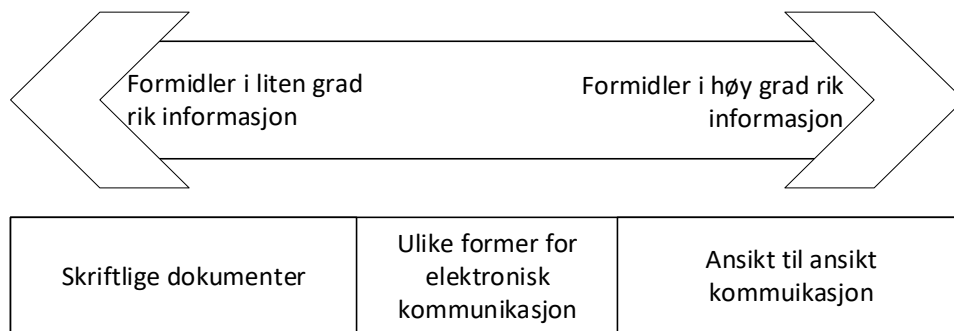 Formidler i liten grad
rik informasjon
Formidler i høy grad rik
informasjon
Skriftlige dokumenter
Ulike former for
elektronisk
kommunikasjon
Ansikt til ansikt
kommuikasjon